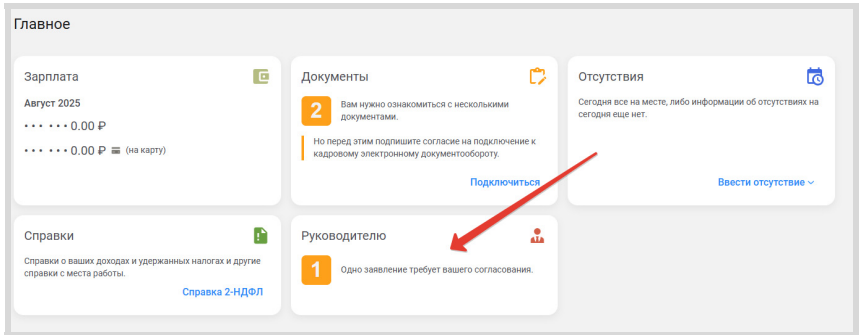 Главное
Зарплата
Август 2025
• • • • • • 0.00 ₽
• • • • • • 0.00 ₽ (на карту)
Документы
2
Вам нужно ознакомиться с несколькими
документами.
Но перед этим подпишите согласие на подключение к
кадровому электронному документообороту.
Подключиться
Отсутствия
Сегодня все на месте, либо информации об отсутствиях на
сегодня еще нет.
Ввести отсутствие
Справки
Справки о ваших доходах и удержанных налогах и другие
справки с места работы.
Справка 2-НДФЛ
Руководителю
1
Одно заявление требует вашего согласования.